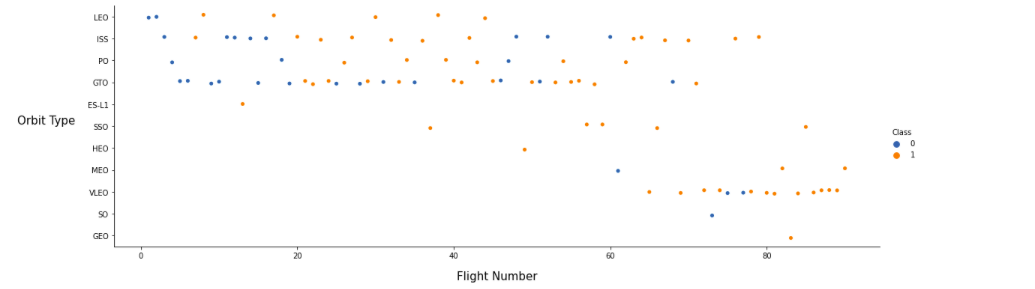 LEO
ISS
PO
GTO
ES-L1
SSO
HEO
MEO
VLEO
SO
GEO
Orbit Type
0 20 40 60 80
Flight Number
Class
0
1